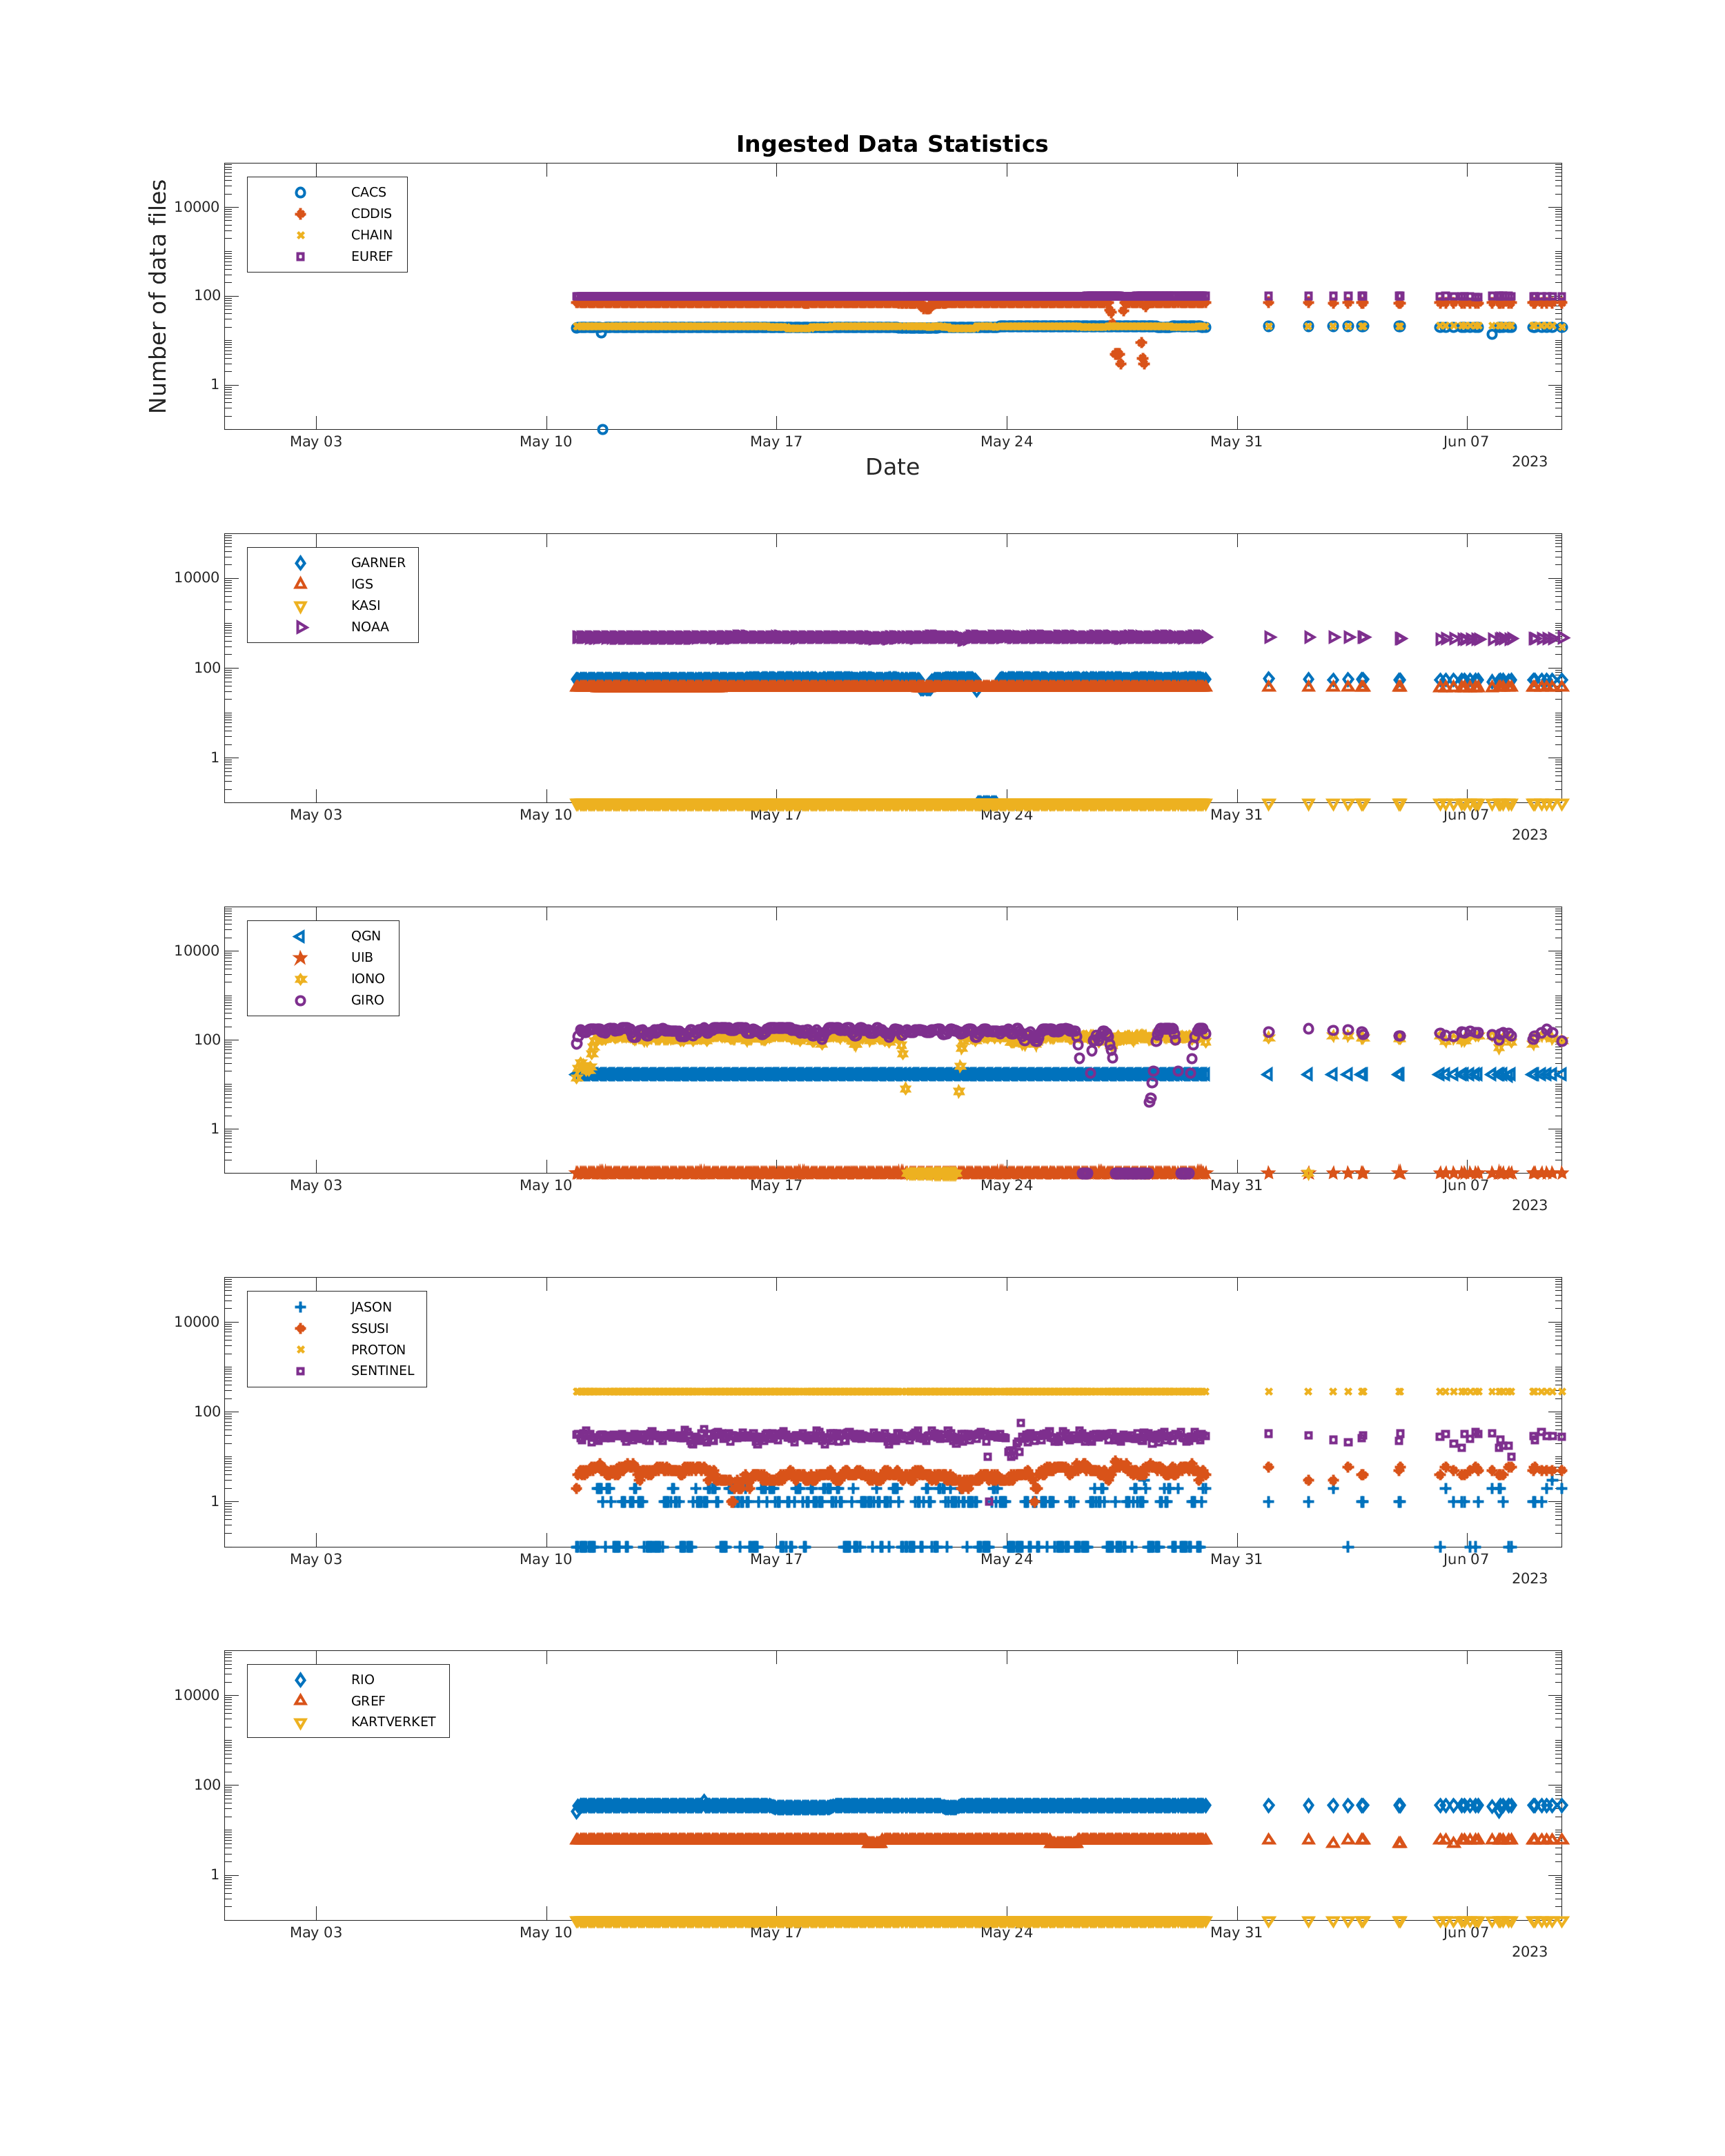 Ingested Data Statistics
Number of data files
CACS
CDDIS
CHAIN
EUREF
10000
100
1
May 03 May 10 May 17 May 24 May 31 Jun 07
2023
Date
GARNER
IGS
KASI
NOAA
10000
100
1
May 03 May 10 May 17 May 24 May 31 Jun 07
2023
QGN
UIB
IONO
GIRO
10000
100
1
May 03 May 10 May 17 May 24 May 31 Jun 07
2023
JASON
SSUSI
PROTON
SENTINEL
10000
100
1
May 03 May 10 May 17 May 24 May 31 Jun 07
2023
RIO
GREF
KARTVERKET
10000
100
1
May 03 May 10 May 17 May 24 May 31 Jun 07
2023